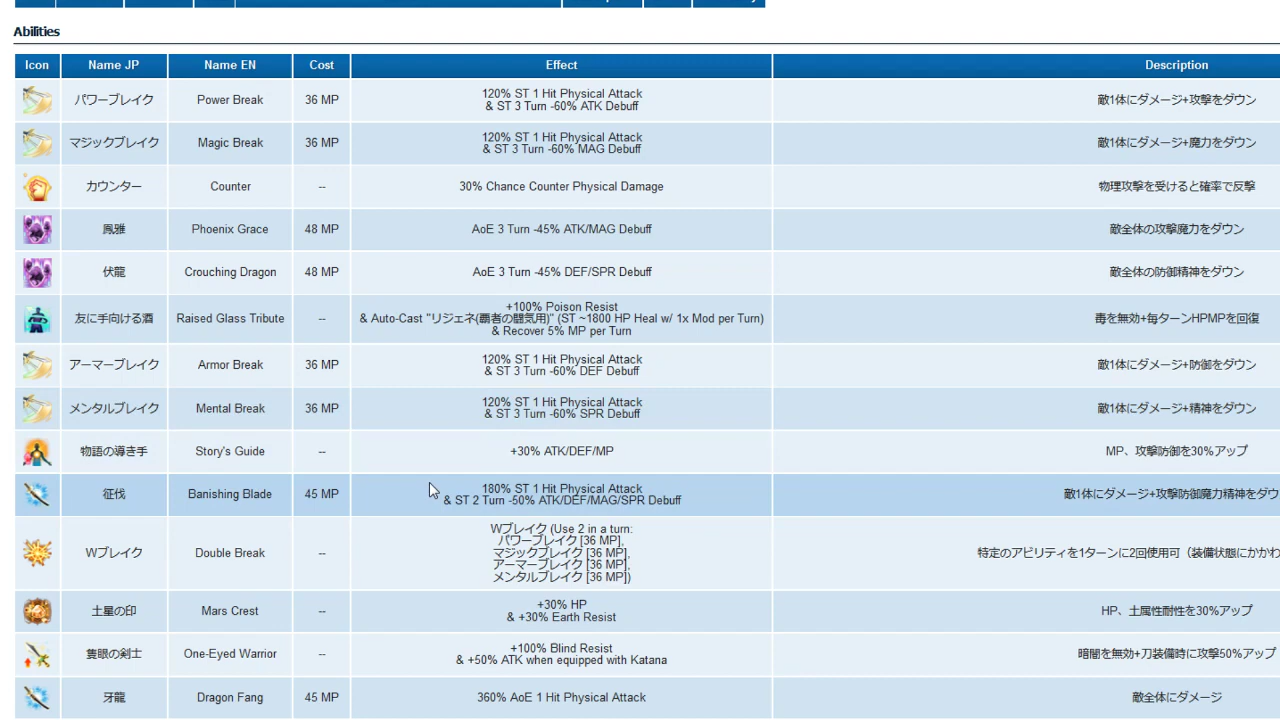 Abilities
Icon Name JP Name EN Cost Effect Description
パワーブレイク Power Break 36 MP 120% ST 1 Hit Physical Attack
& ST 3 Turn -60% ATK Debuff 敵1体にダメージ+攻撃をダウン
マジックブレイク Magic Break 36 MP 120% ST 1 Hit Physical Attack
& ST 3 Turn -60% MAG Debuff 敵1体にダメージ+魔力をダウン
カウンター Counter -- 30% Chance Counter Physical Damage 物理攻撃を受けると確率で反撃
鳳雛 Phoenix Grace 48 MP AoE 3 Turn -45% ATK/MAG Debuff 敵全体の攻撃魔力をダウン
伏龍 Crouching Dragon 48 MP AoE 3 Turn -45% DEF/SPR Debuff 敵全体の防御精神をダウン
友に手向ける酒 Raised Glass Tribute -- +100% Poison Resist
& Auto-Cast "リジェネ(覇者の闘気用)" (ST ~1800 HP Heal w/ 1x Mod per Turn)
& Recover 5% MP per Turn 毒を無効+毎ターンHPMPを回復
アーマーブレイク Armor Break 36 MP 120% ST 1 Hit Physical Attack
& ST 3 Turn -60% DEF Debuff 敵1体にダメージ+防御をダウン
メンタルブレイク Mental Break 36 MP 120% ST 1 Hit Physical Attack
& ST 3 Turn -60% SPR Debuff 敵1体にダメージ+精神をダウン
物語の導き手 Story's Guide -- +30% ATK/DEF/MP MP、攻撃防御を30%アップ
征伐 Banishing Blade 45 MP 180% ST 1 Hit Physical Attack
& ST 2 Turn -50% ATK/DEF/MAG/SPR Debuff 敵1体にダメージ+攻撃防御魔力精神をダウ
Wブレイク Double Break -- Wブレイク (Use 2 in a turn:
パワーブレイク [36 MP],
マジックブレイク [36 MP],
アーマーブレイク [36 MP],
メンタルブレイク [36 MP]) 特定のアビリティを1ターンに2回使用可（装備状態にかかわ
土星の印 Mars Crest -- +30% HP
& +30% Earth Resist HP、土属性耐性を30%アップ
隻眼の剣士 One-Eyed Warrior -- +100% Blind Resist
& +50% ATK when equipped with Katana 暗闇を無効+刀装備時に攻撃50%アップ
牙龍 Dragon Fang 45 MP 360% AoE 1 Hit Physical Attack 敵全体にダメージ